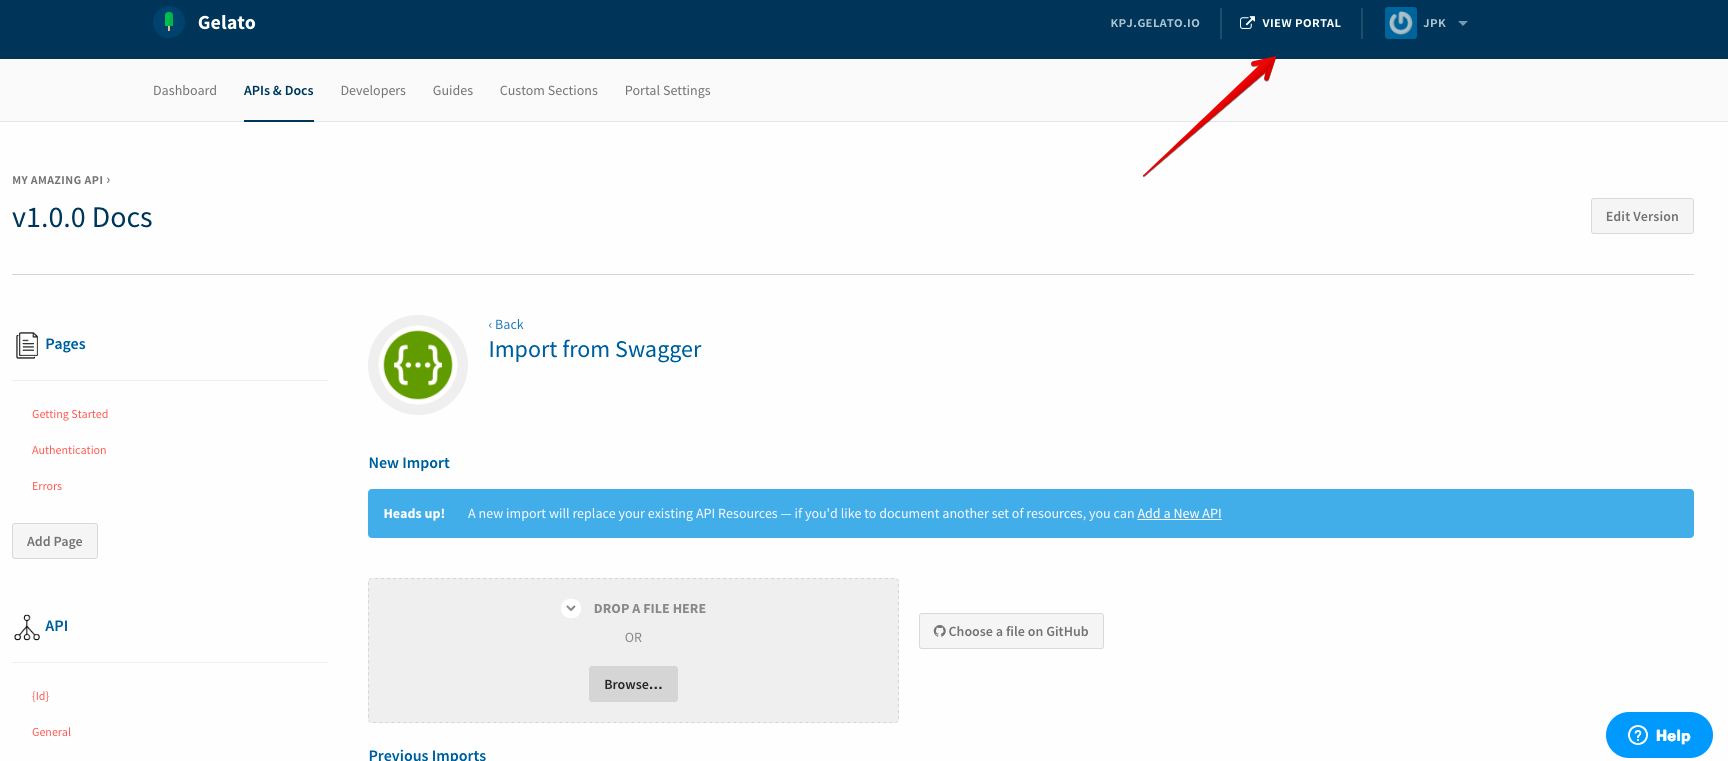 Gelato
KPJ.GELATO.IO
VIEW PORTAL
JPK
Dashboard
APIs & Docs
Developers
Guides
Custom Sections
Portal Settings
MY AMAZING API ›
v1.0.0 Docs
Edit Version
Pages
Getting Started
Authentication
Errors
Add Page
API
{Id}
General
‹ Back
Import from Swagger
New Import
Heads up! A new import will replace your existing API Resources — if you'd like to document another set of resources, you can Add a New API
DROP A FILE HERE
OR
Browse...
Choose a file on GitHub
Previous Imports
Help